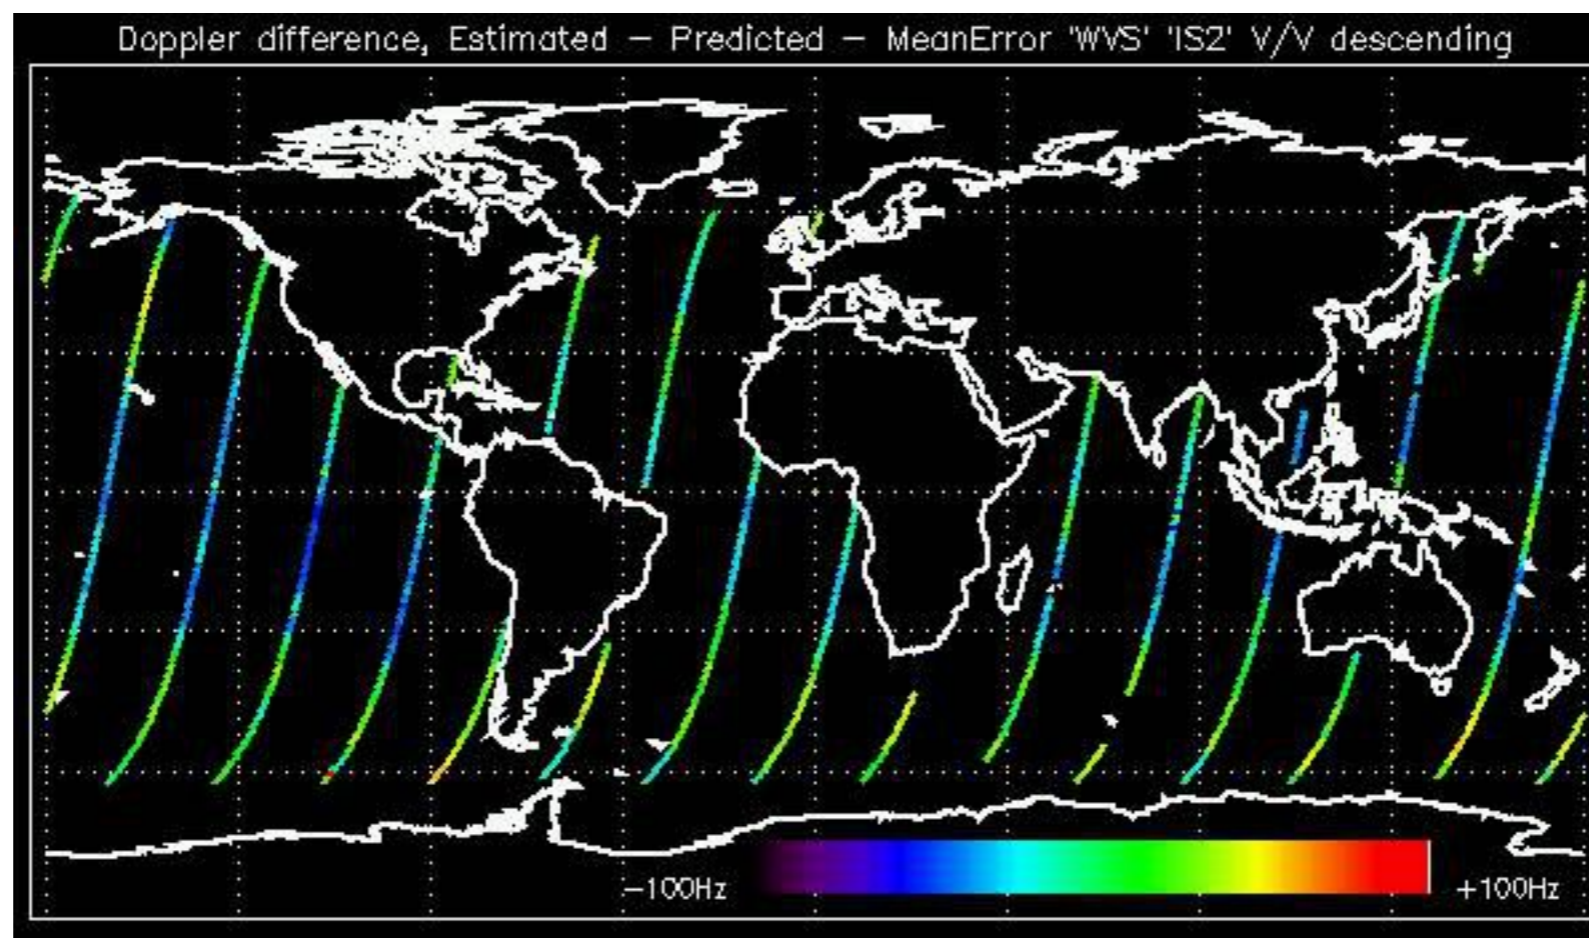 Doppler difference, Estimated – Predicted – MeanError 'WVS' 'IS2' V/V descending
–100Hz
+100Hz